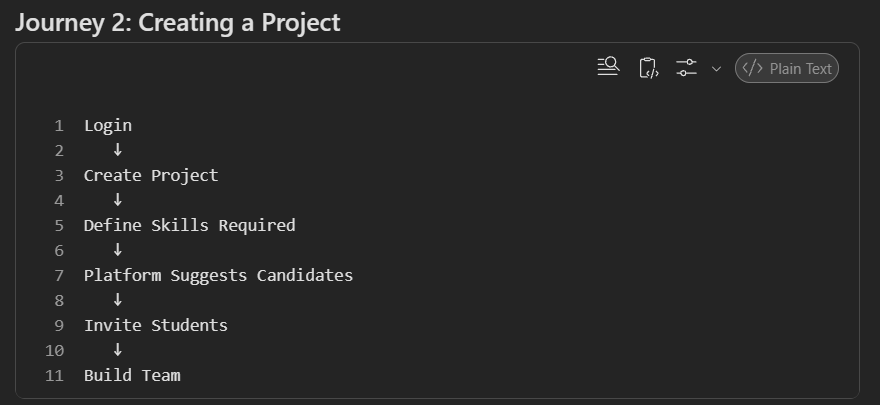 Journey 2: Creating a Project
</> Plain Text
1 Login
2 ↓
3 Create Project
4 ↓
5 Define Skills Required
6 ↓
7 Platform Suggests Candidates
8 ↓
9 Invite Students
10 ↓
11 Build Team